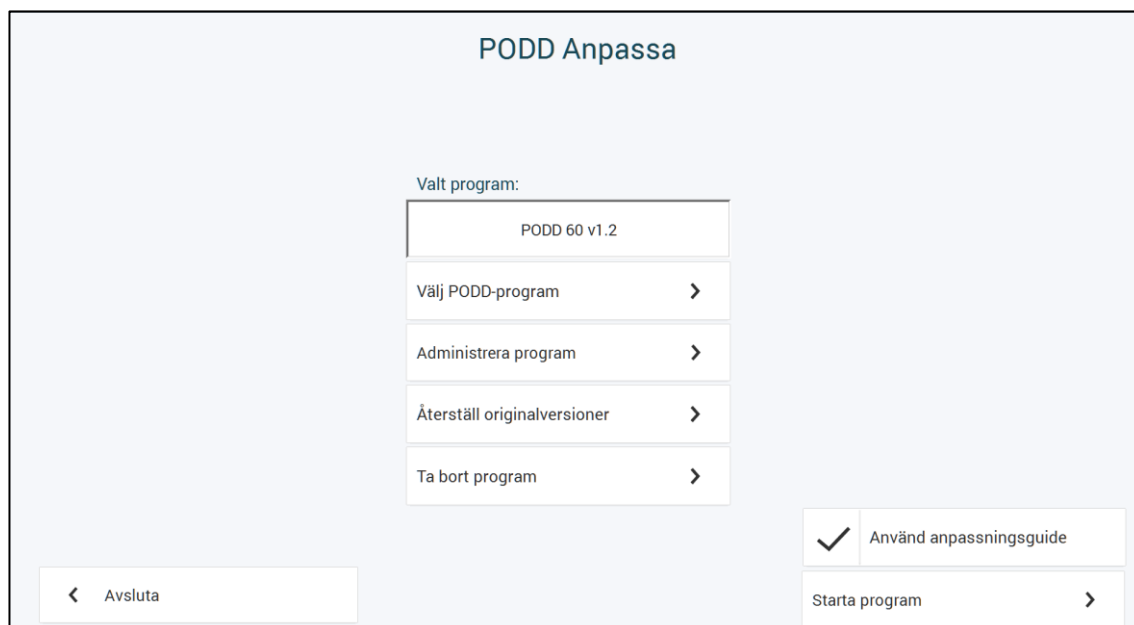 PODD Anpassa
Valt program:
PODD 60 v1.2
Välj PODD-program
Administrera program
Återställ originalversioner
Ta bort program
Använd anpassningsguide
Avsluta
Starta program